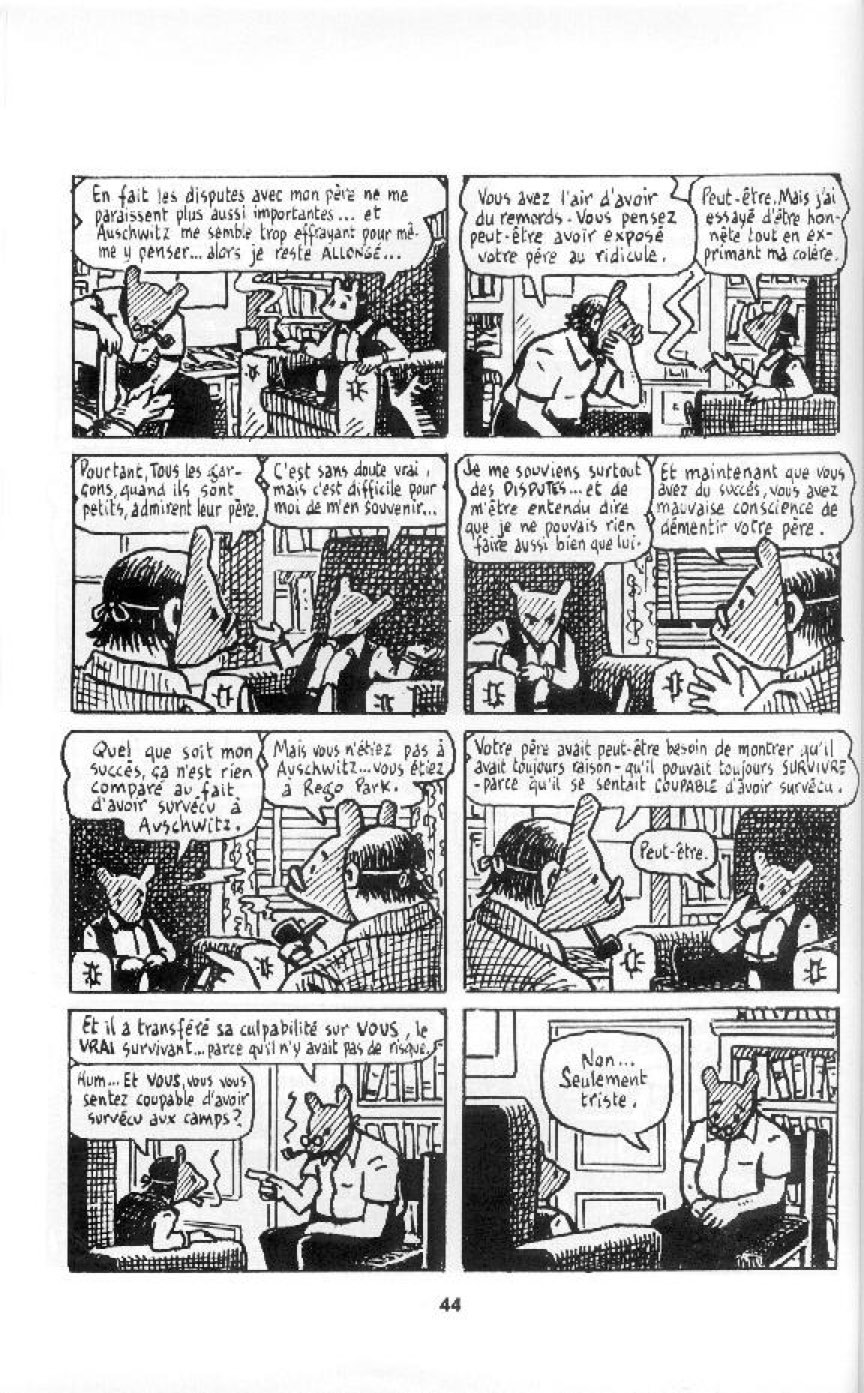 En fait les disputes avec mon père ne me
paraissent plus aussi importantes... et
Auschwitz me semble trop effrayant pour mê-
me y penser... alors je reste ALLONGÉ...
Vous avez l'air d'avoir
du remords. Vous pensez
peut-être avoir exposé
votre père au ridicule.
Peut-être. Mais j'ai
essayé d'être hon-
nête tout en ex-
primant ma colère.
Pourtant, Tous les gar-
çons, quand ils sont
petits, admirent leur père.
C'est sans doute vrai,
mais c'est difficile pour
moi de m'en souvenir...
Je me souviens surtout
des DISPUTES... et de
m'être entendu dire
que je ne pouvais rien
faire aussi bien que lui.
Et maintenant que vous
avez du succès, vous avez
mauvaise conscience de
démentir votre père.
Quel que soit mon
succès, ça n'est rien
comparé au fait
d'avoir survécu à
Auschwitz.
Mais vous n'étiez pas à
Auschwitz... vous étiez
à Rego Park.
Votre père avait peut-être besoin de montrer qu'il
avait toujours raison - qu'il pouvait toujours SURVIVRE
- parce qu'il se sentait COUPABLE d'avoir survécu.
Peut-être.
Et il a transféré sa culpabilité sur VOUS, le
VRAI survivant... parce qu'il n'y avait pas de risque.
Hum... Et VOUS, vous vous
sentez coupable d'avoir
survécu aux camps?
Non...
Seulement
triste.
44